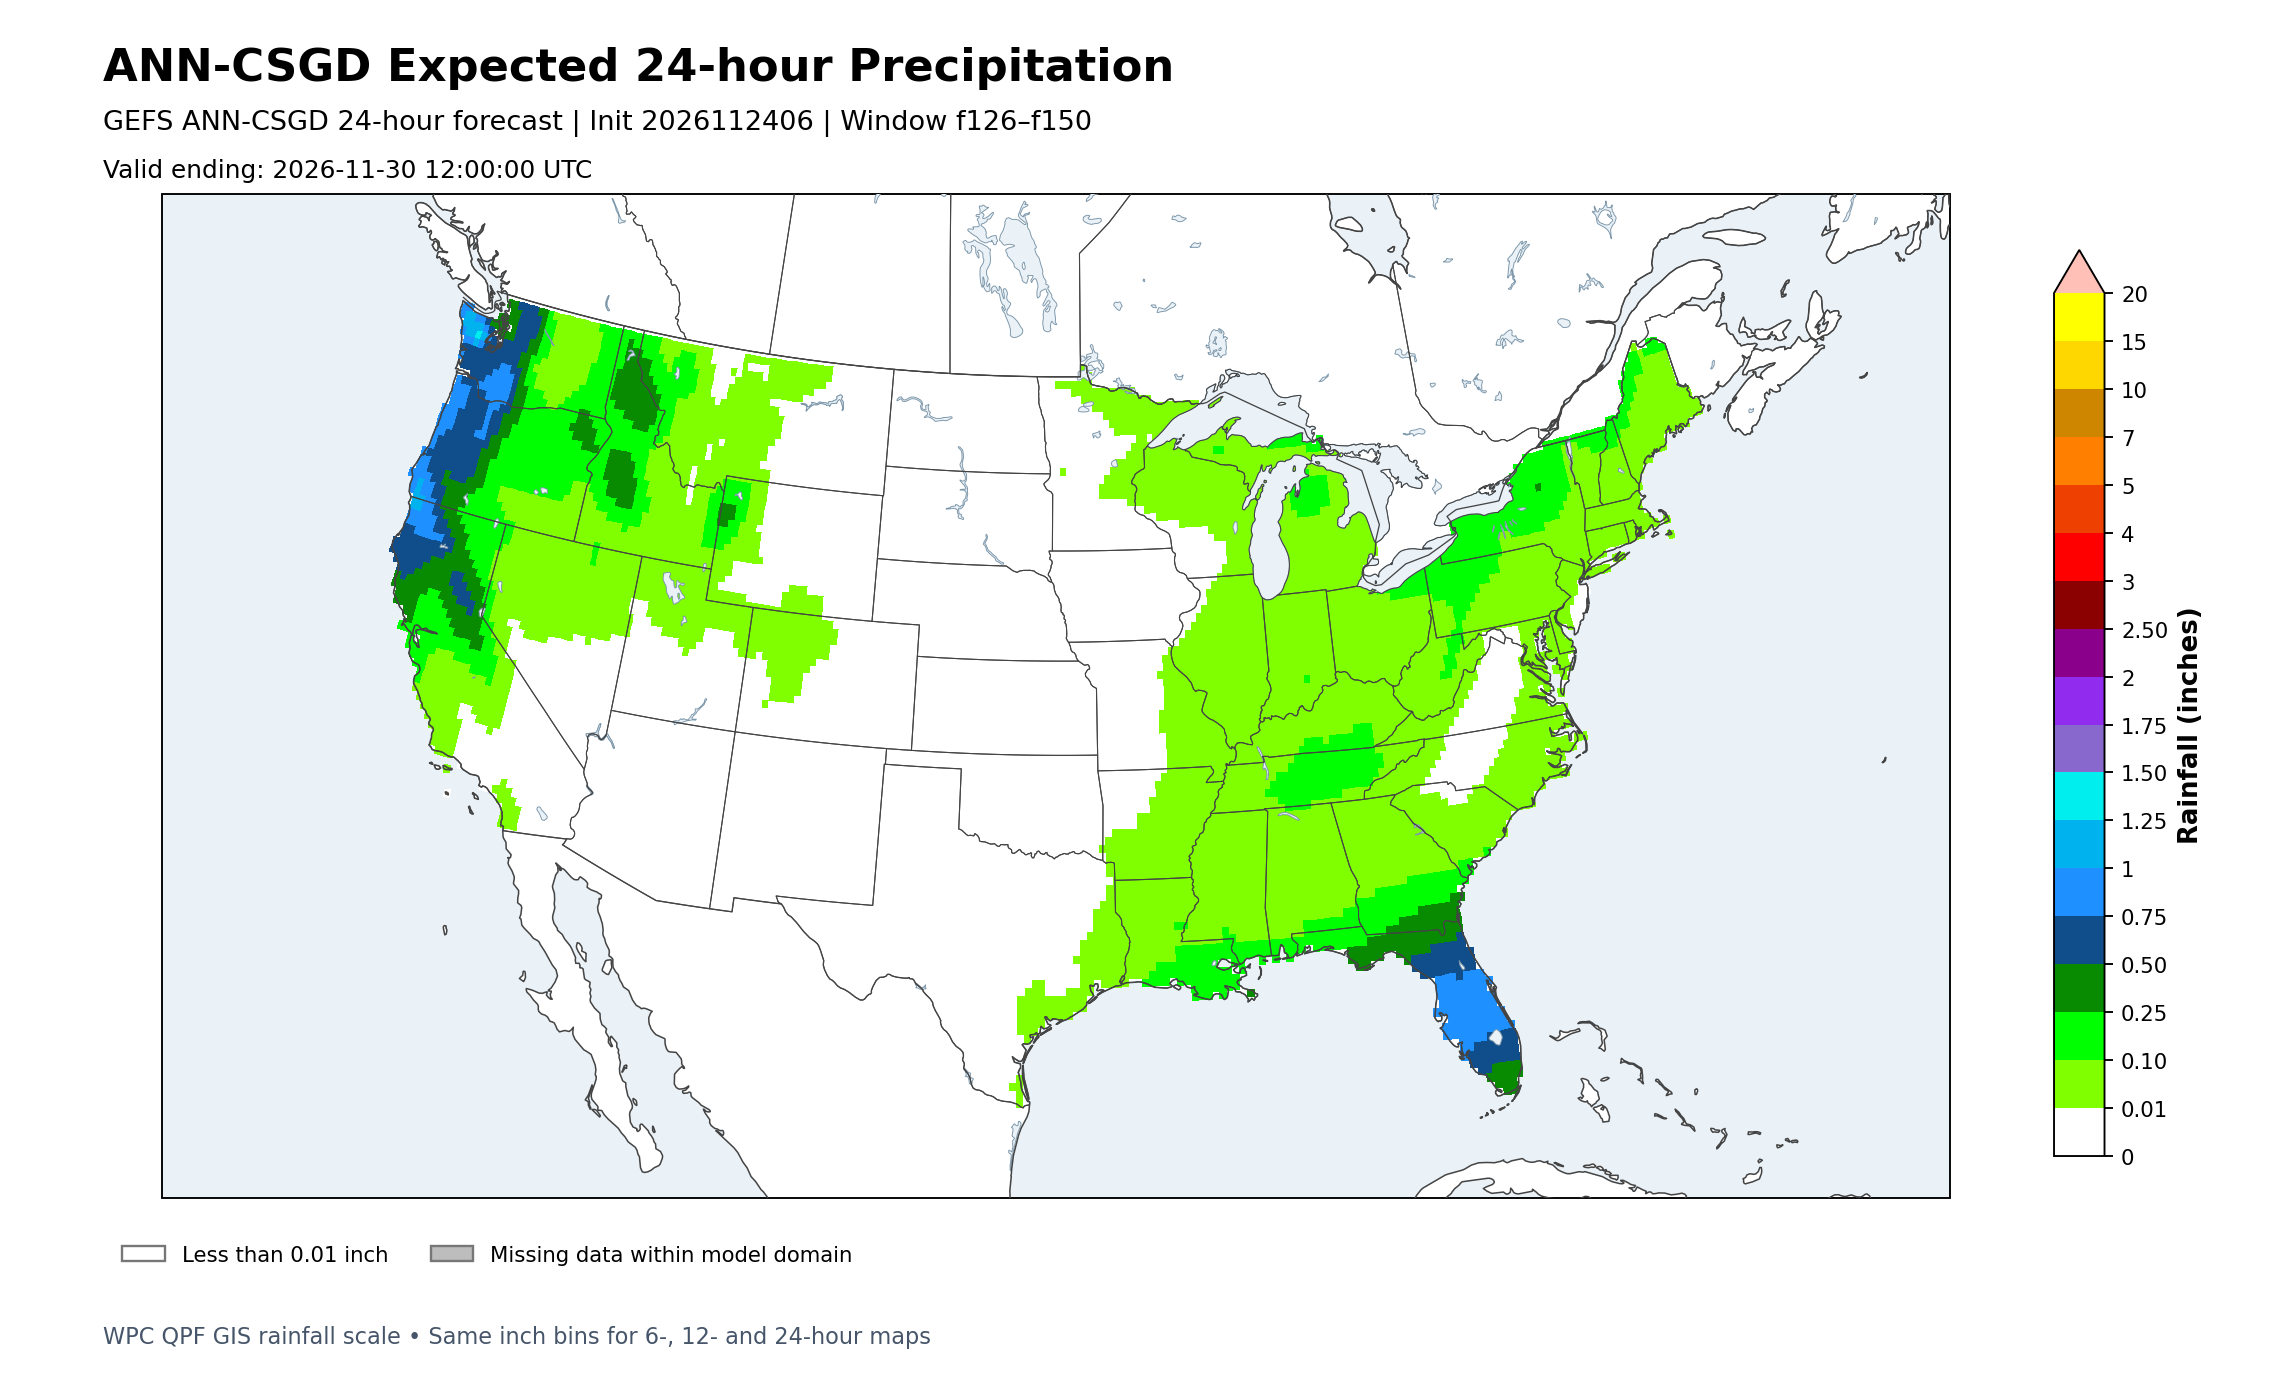 ANN-CSGD Expected 24-hour Precipitation
GEFS ANN-CSGD 24-hour forecast | Init 2026112406 | Window f126–f150
Valid ending: 2026-11-30 12:00:00 UTC
20
15
10
7
5
4
3
2.50
2
1.75
1.50
1.25
1
0.75
0.50
0.25
0.10
0.01
0
Rainfall (inches)
Less than 0.01 inch
Missing data within model domain
WPC QPF GIS rainfall scale • Same inch bins for 6-, 12- and 24-hour maps